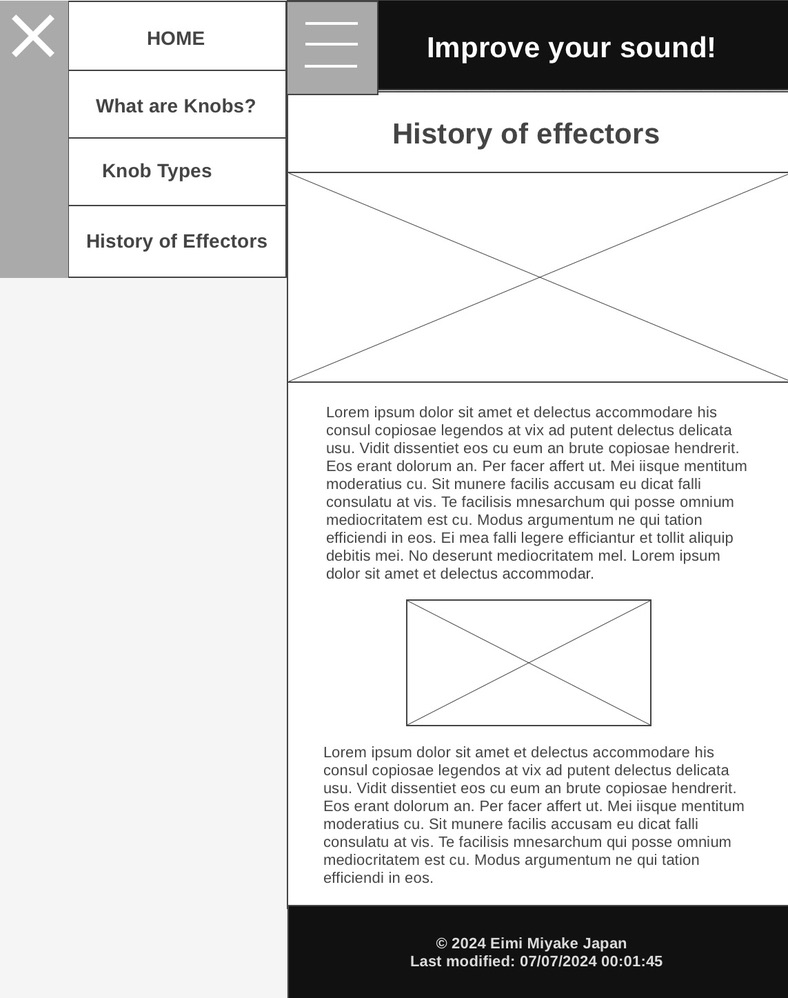 HOME
What are Knobs?
Knob Types
History of Effectors
Improve your sound!
History of effectors
Lorem ipsum dolor sit amet et delectus accommodare his
consul copiosae legendos at vix ad putent delectus delicata
usu. Vidit dissentiet eos cu eum an brute copiosae hendrerit.
Eos erant dolorum an. Per facer affert ut. Mei iisque mentitum
moderatius cu. Sit munere facilis accusam eu dicat falli
consulatu at vis. Te facilisis mnesarchum qui posse omnium
mediocritatem est cu. Modus argumentum ne qui tation
efficiendi in eos. Ei mea falli legere efficiantur et tollit aliquip
debitis mei. No deserunt mediocritatem mel. Lorem ipsum
dolor sit amet et delectus accommodar.
Lorem ipsum dolor sit amet et delectus accommodare his
consul copiosae legendos at vix ad putent delectus delicata
usu. Vidit dissentiet eos cu eum an brute copiosae hendrerit.
Eos erant dolorum an. Per facer affert ut. Mei iisque mentitum
moderatius cu. Sit munere facilis accusam eu dicat falli
consulatu at vis. Te facilisis mnesarchum qui posse omnium
mediocritatem est cu. Modus argumentum ne qui tation
efficiendi in eos.
© 2024 Eimi Miyake Japan
Last modified: 07/07/2024 00:01:45